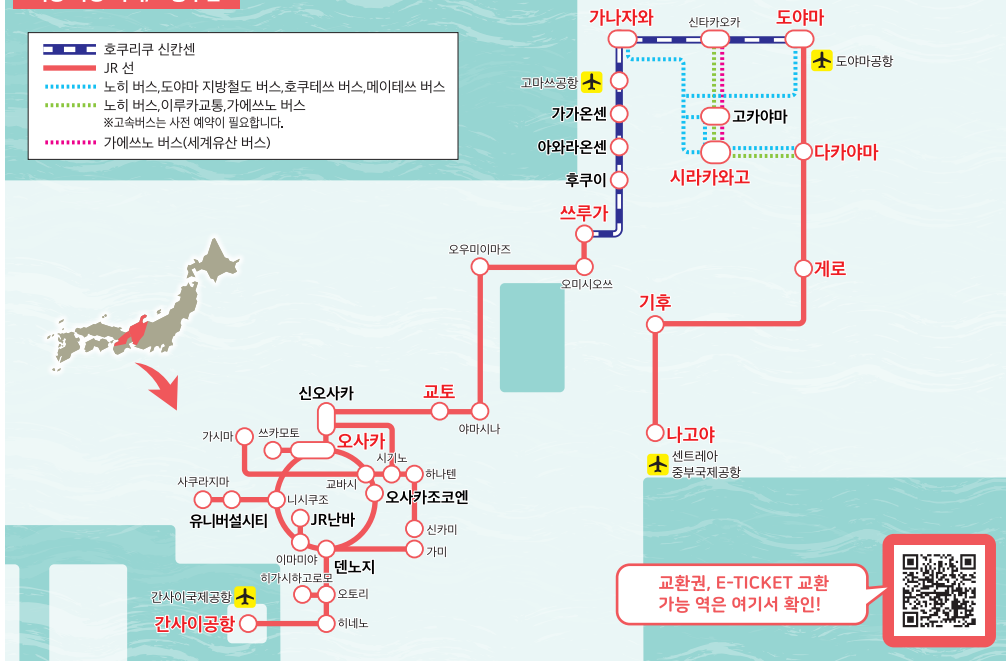 호쿠리쿠 신칸센
JR 선
노히 버스,도야마 지방철도 버스,호쿠테쓰 버스,메이테쓰 버스
노히 버스,이루카교통,가에쓰노 버스
※고속버스는 사전 예약이 필요합니다.
가에쓰노 버스(세계유산 버스)
가나자와
신타카오카
도야마
고마쓰공항
도야마공항
가가온센
고카야마
아와라온센
다카야마
시라카와고
후쿠이
쓰루가
오우미이마즈
오미시오쓰
게로
기후
신오사카
교토
야마시나
나고야
센트레아
중부국제공항
가시마
쓰카모토
오사카
시기노
하나텐
교바시
사쿠라지마
니시쿠조
오사카조코엔
유니버설시티
JR난바
신카미
이마미야
덴노지
가미
히가시하고로모
간사이국제공항
오토리
간사이공항
히네노
교환권, E-TICKET 교환
가능 역은 여기서 확인!